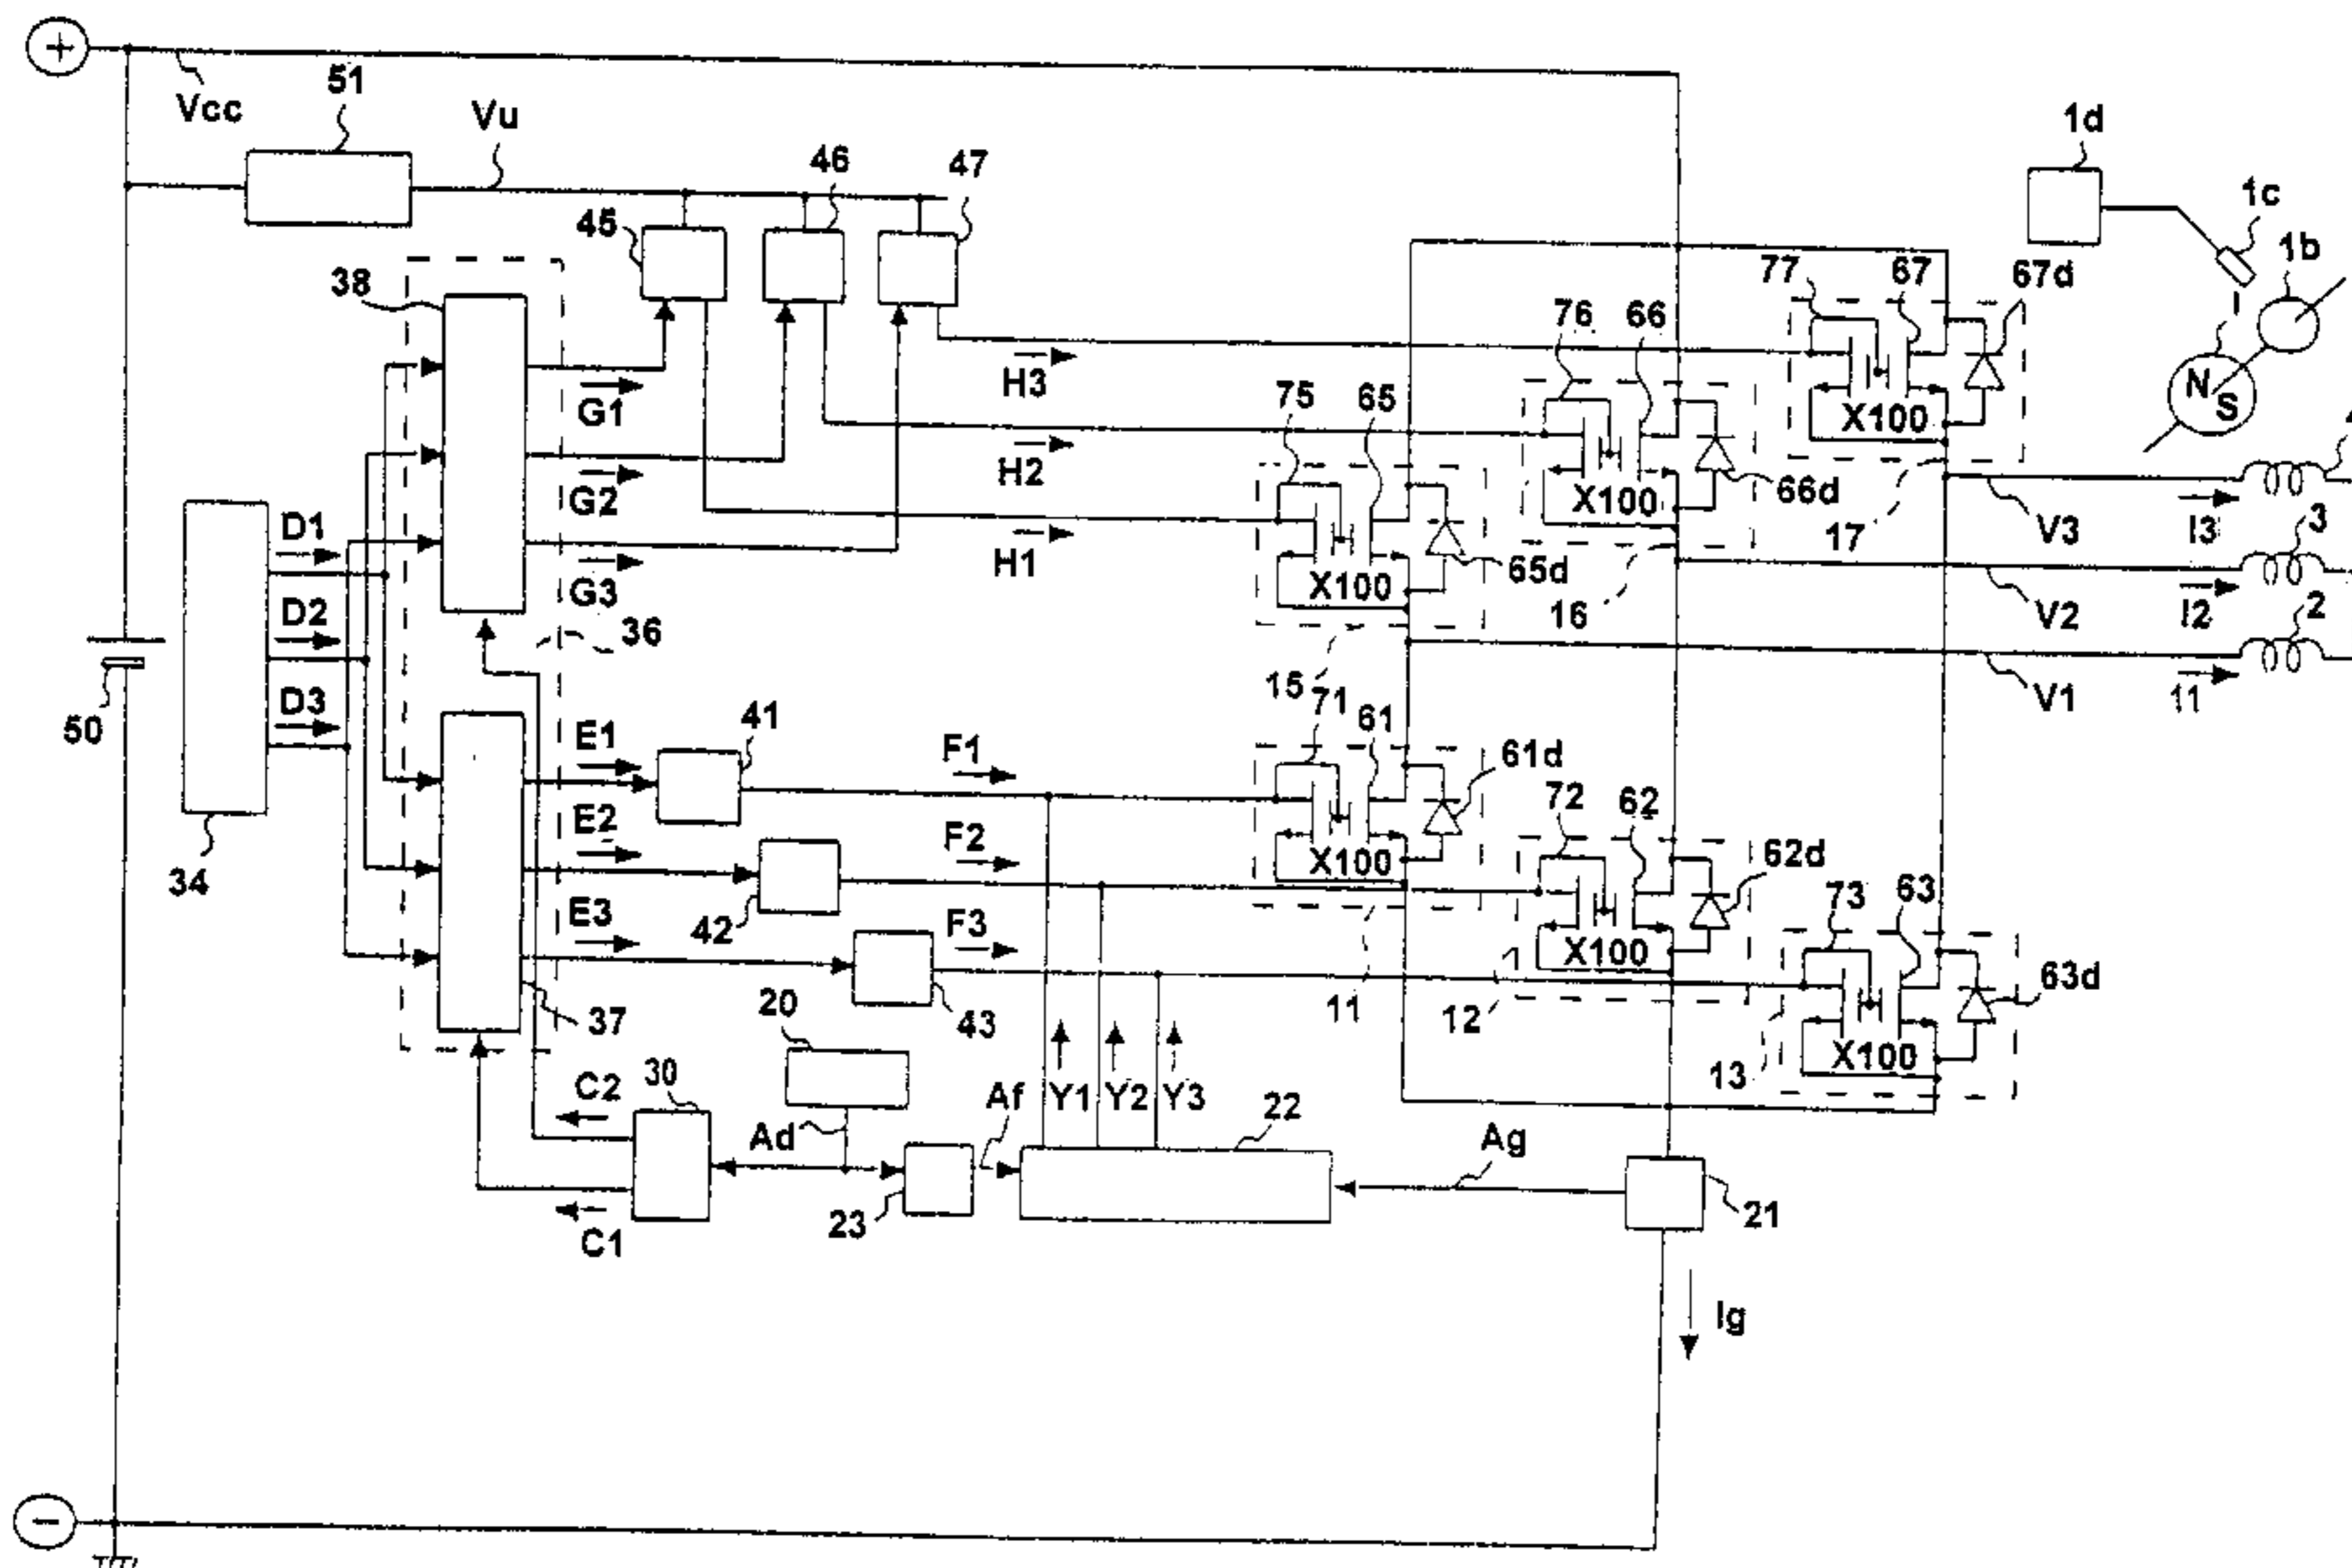 +
Vcc
51
Vu
46
47
45
38
1d
1c
1b
1
N
S
77
67
67d
76
66
75
65
X100
H3
G1
H2
X100
66d
4
D1
G2
H1
X100
65d
17
V3
I3
3
G3
D2
36
16
V2
I2
2
D3
50
15
71
61
V1
11
E1
41
F1
61d
72
62
62d
E2
F2
X100
34
42
E3
F3
X100
73
63
63d
20
37
43
11
12
13
X100
C2
30
Af
Y1
Y2
Y3
22
Ad
Ag
23
21
C1
Ig
−